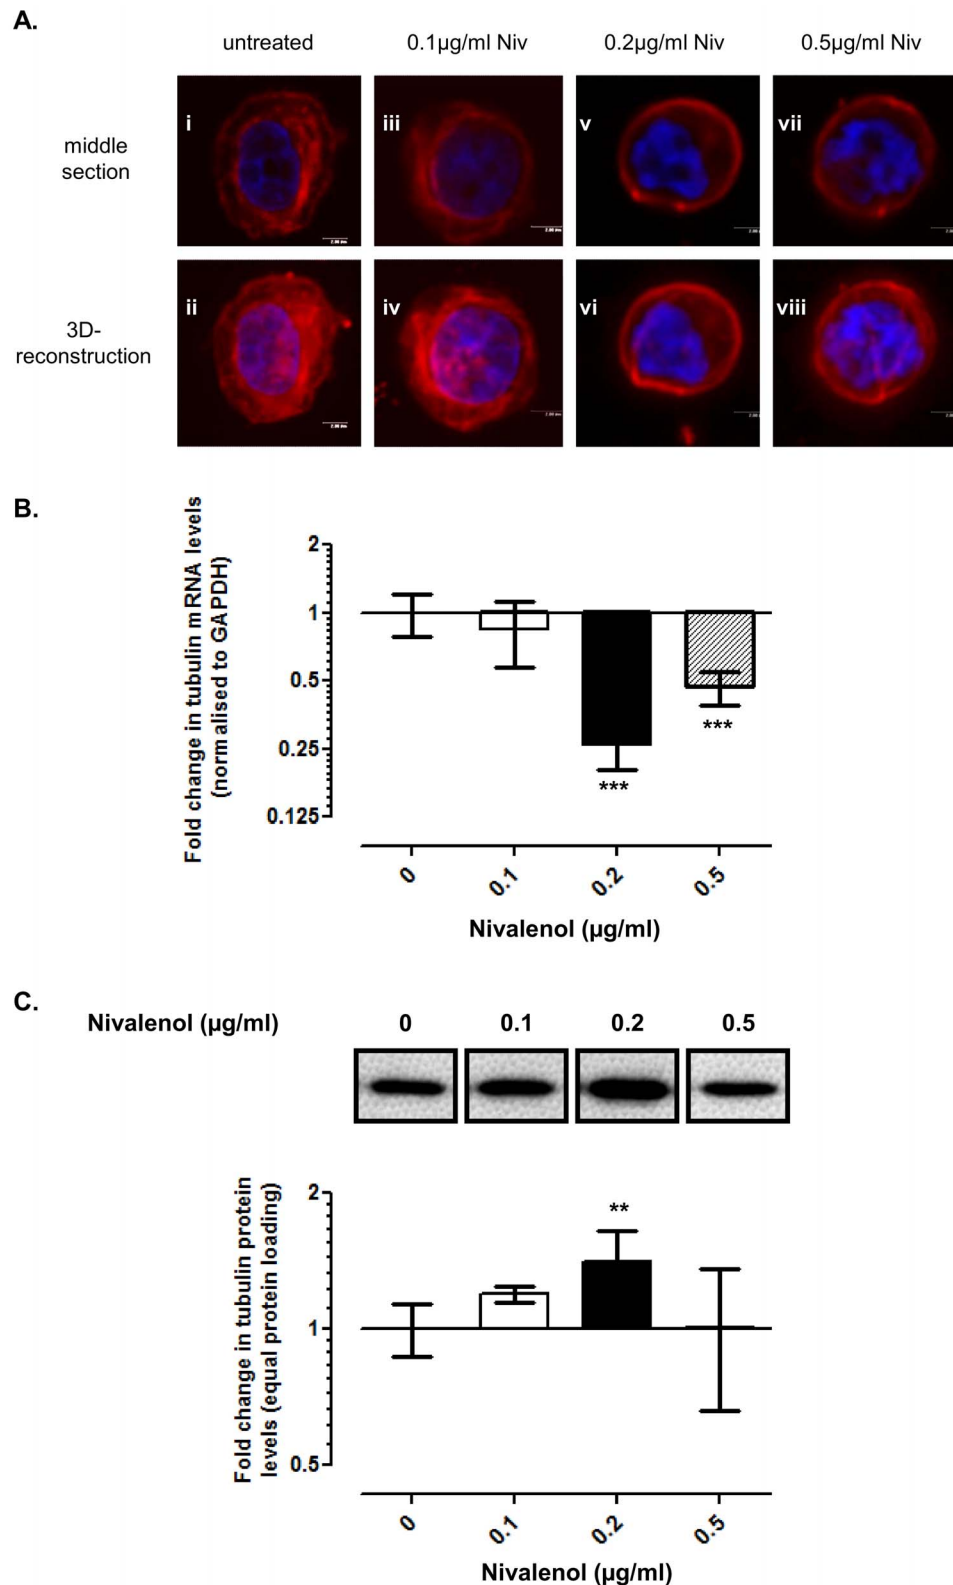 A.
untreated 0.1µg/ml Niv 0.2µg/ml Niv 0.5µg/ml Niv
middle
section
i iii v vii
3D-
reconstruction
ii iv vi viii
B.
Fold change in tubulin mRNA levels
(normalised to GAPDH)
2
1
0.5
0.25
0.125
*** ***
0 0.1 0.2 0.5
Nivalenol (µg/ml)
C.
Nivalenol (µg/ml) 0 0.1 0.2 0.5
Fold change in tubulin protein
levels (equal protein loading)
2
1
0.5
**
0 0.1 0.2 0.5
Nivalenol (µg/ml)